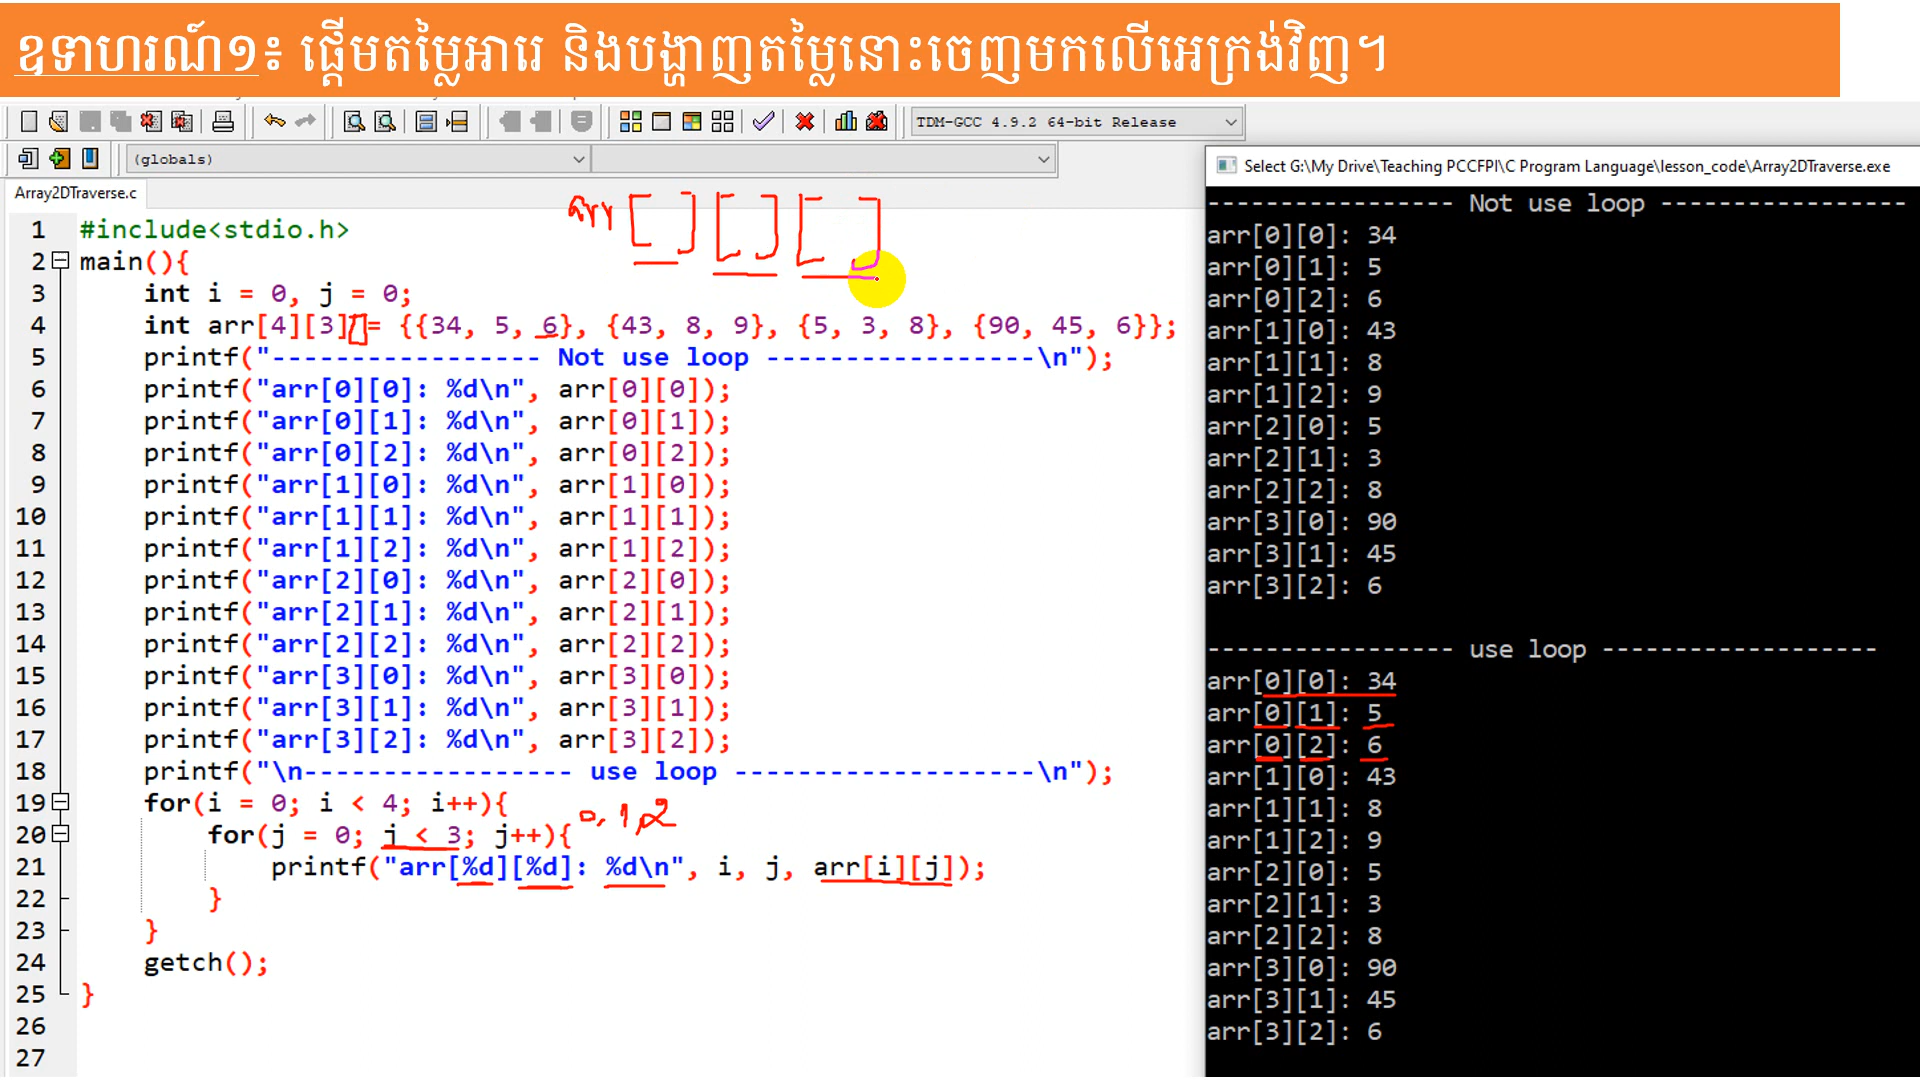 ឧទាហរណ៍១៖ ផ្ដើមតម្លៃអារេ និងបង្ហាញតម្លៃនោះចេញមកលើអេក្រង់វិញ។
TDM-GCC 4.9.2 64-bit Release
(globals)
Array2DTraverse.c
arr[ ][ ][ ]
1 #include<stdio.h>
2 main(){
3 int i = 0, j = 0;
4 int arr[4][3] = {{34, 5, 6}, {43, 8, 9}, {5, 3, 8}, {90, 45, 6}};
5 printf("----------------- Not use loop -----------------\n");
6 printf("arr[0][0]: %d\n", arr[0][0]);
7 printf("arr[0][1]: %d\n", arr[0][1]);
8 printf("arr[0][2]: %d\n", arr[0][2]);
9 printf("arr[1][0]: %d\n", arr[1][0]);
10 printf("arr[1][1]: %d\n", arr[1][1]);
11 printf("arr[1][2]: %d\n", arr[1][2]);
12 printf("arr[2][0]: %d\n", arr[2][0]);
13 printf("arr[2][1]: %d\n", arr[2][1]);
14 printf("arr[2][2]: %d\n", arr[2][2]);
15 printf("arr[3][0]: %d\n", arr[3][0]);
16 printf("arr[3][1]: %d\n", arr[3][1]);
17 printf("arr[3][2]: %d\n", arr[3][2]);
18 printf("\n----------------- use loop -------------------\n");
19 for(i = 0; i < 4; i++){
0, 1, 2
20 for(j = 0; j < 3; j++){
21 printf("arr[%d][%d]: %d\n", i, j, arr[i][j]);
22 }
23 }
24 getch();
25 }
26
27
Select G:\My Drive\Teaching PCCFPI\C Program Language\lesson_code\Array2DTraverse.exe
----------------- Not use loop -----------------
arr[0][0]: 34
arr[0][1]: 5
arr[0][2]: 6
arr[1][0]: 43
arr[1][1]: 8
arr[1][2]: 9
arr[2][0]: 5
arr[2][1]: 3
arr[2][2]: 8
arr[3][0]: 90
arr[3][1]: 45
arr[3][2]: 6
----------------- use loop -------------------
arr[0][0]: 34
arr[0][1]: 5
arr[0][2]: 6
arr[1][0]: 43
arr[1][1]: 8
arr[1][2]: 9
arr[2][0]: 5
arr[2][1]: 3
arr[2][2]: 8
arr[3][0]: 90
arr[3][1]: 45
arr[3][2]: 6